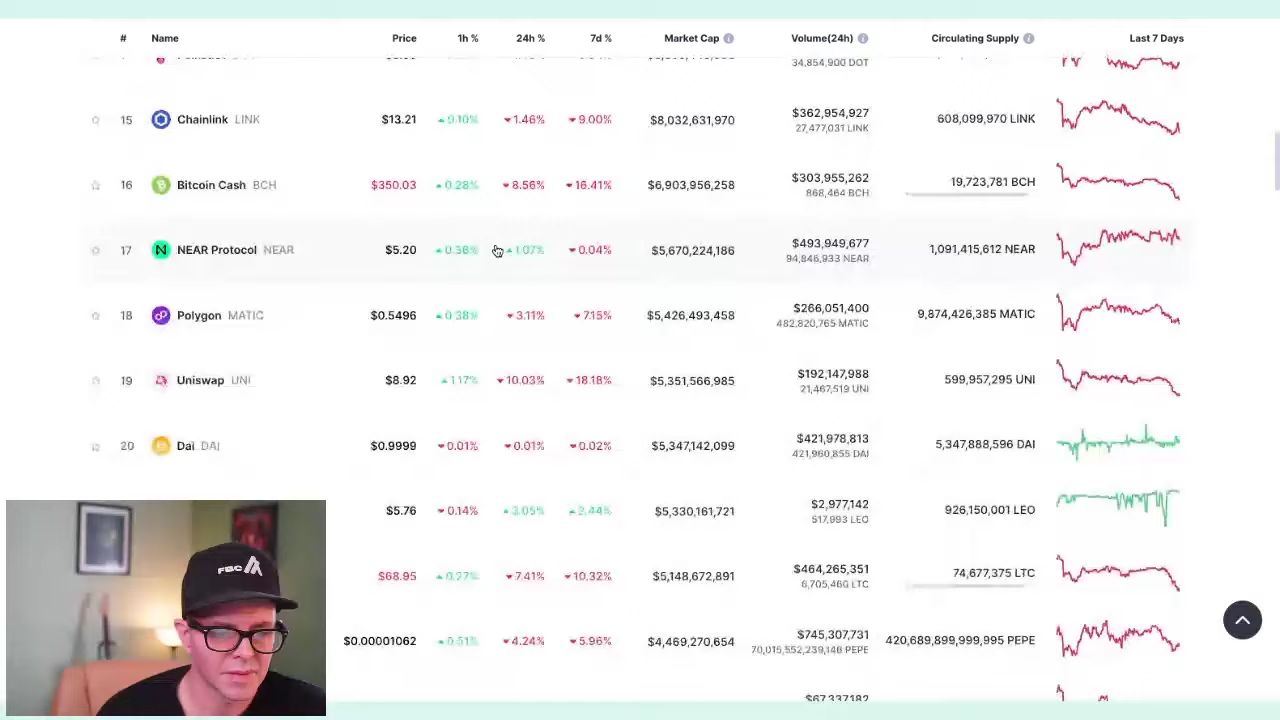 # Name Price 1h % 24h % 7d % Market Cap Volume(24h) Circulating Supply Last 7 Days
34,854,900 DOT
15 Chainlink LINK $13.21 1.46% 9.00% $8,032,631,970 $362,954,927 608,099,970 LINK
27,477,031 LINK
16 Bitcoin Cash BCH $350.03 0.28% 8.56% 16.41% $6,903,956,258 $303,955,262 19,723,781 BCH
868,464 BCH
17 NEAR Protocol NEAR $5.20 0.36% 1.07% 0.04% $5,670,224,186 $493,949,677 1,091,415,612 NEAR
94,846,933 NEAR
18 Polygon MATIC $0.5496 0.38% 3.11% 7.15% $5,426,493,458 $266,051,400 9,874,426,385 MATIC
482,820,765 MATIC
19 Uniswap UNI $8.92 1.17% 10.03% 18.18% $5,351,566,985 $192,147,988 599,957,295 UNI
21,467,519 UNI
20 Dai DAI $0.9999 0.01% 0.01% 0.02% $5,347,142,099 $421,978,813 5,347,888,596 DAI
421,960,855 DAI
$5.76 0.14% 3.05% 2.44% $5,330,161,721 $2,977,142 926,150,001 LEO
517,993 LEO
$68.95 0.27% 7.41% 10.32% $5,148,672,891 $464,265,351 74,677,375 LTC
6,705,460 LTC
$0.00001062 0.51% 4.24% 5.96% $4,469,270,654 $745,307,731 420,689,899,999,995 PEPE
70,015,552,239,146 PEPE
$67,337,182
FBC